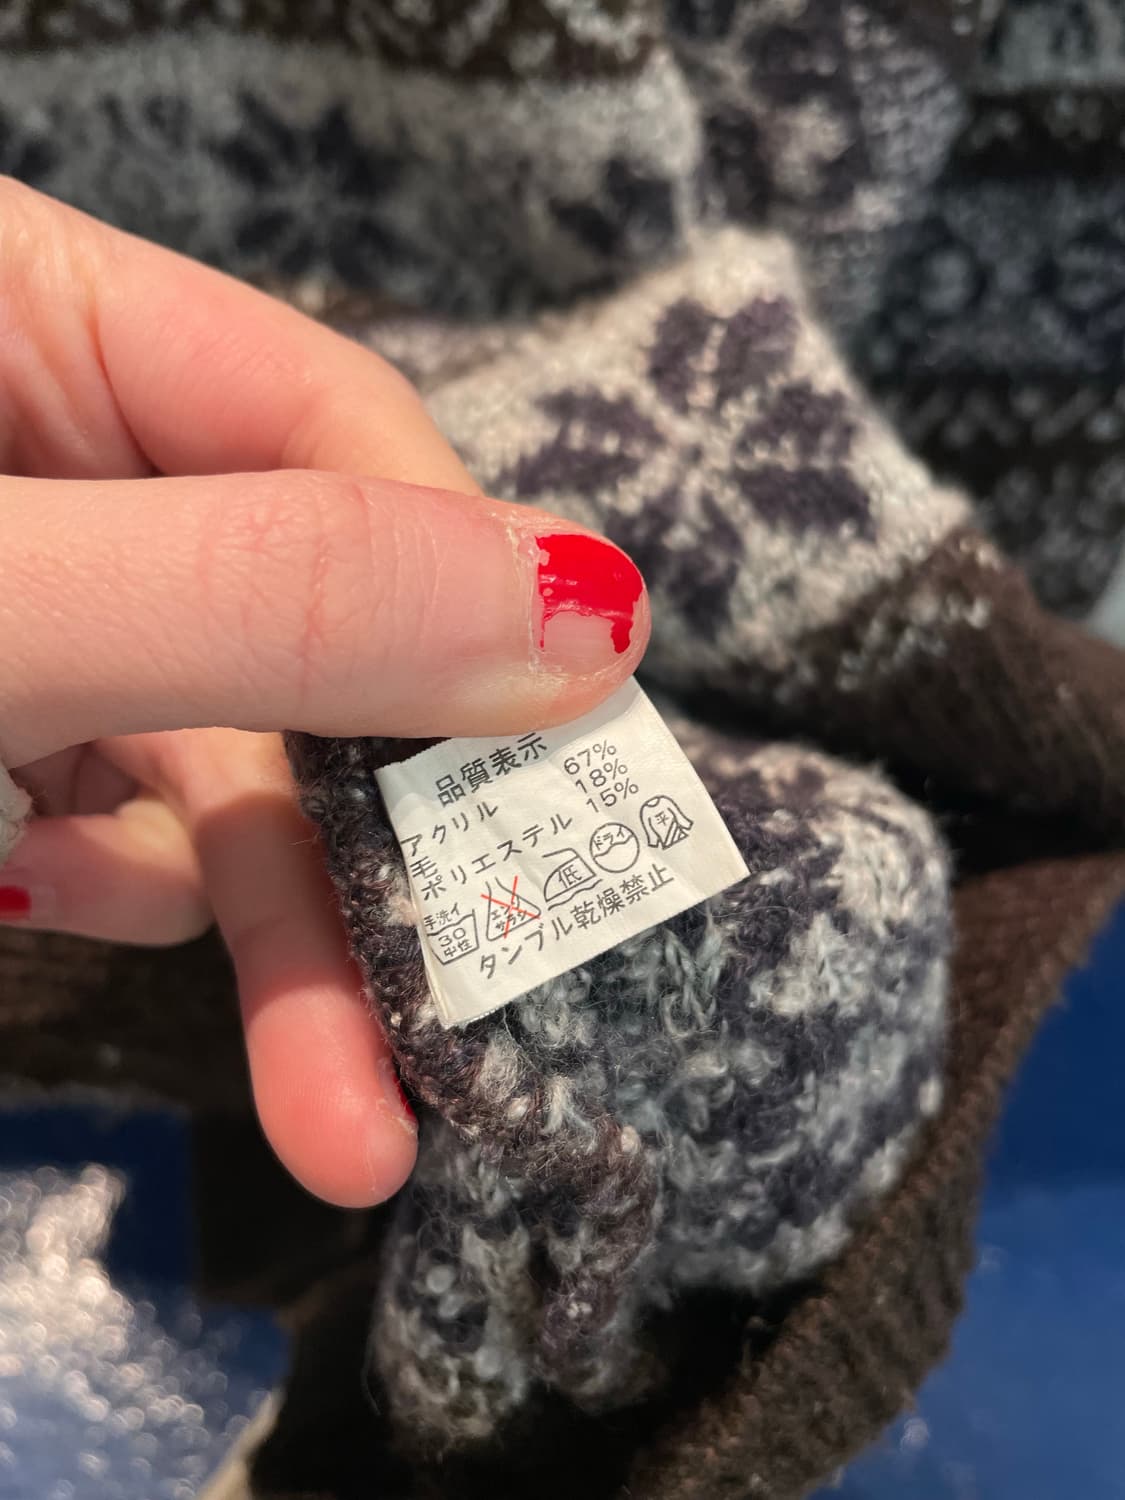 品質表示
アクリル 67%
毛 18%
ポリエステル 15%
手洗イ 30 中性 エンソ サラシ 低 ドライ 平
タンブル乾燥禁止